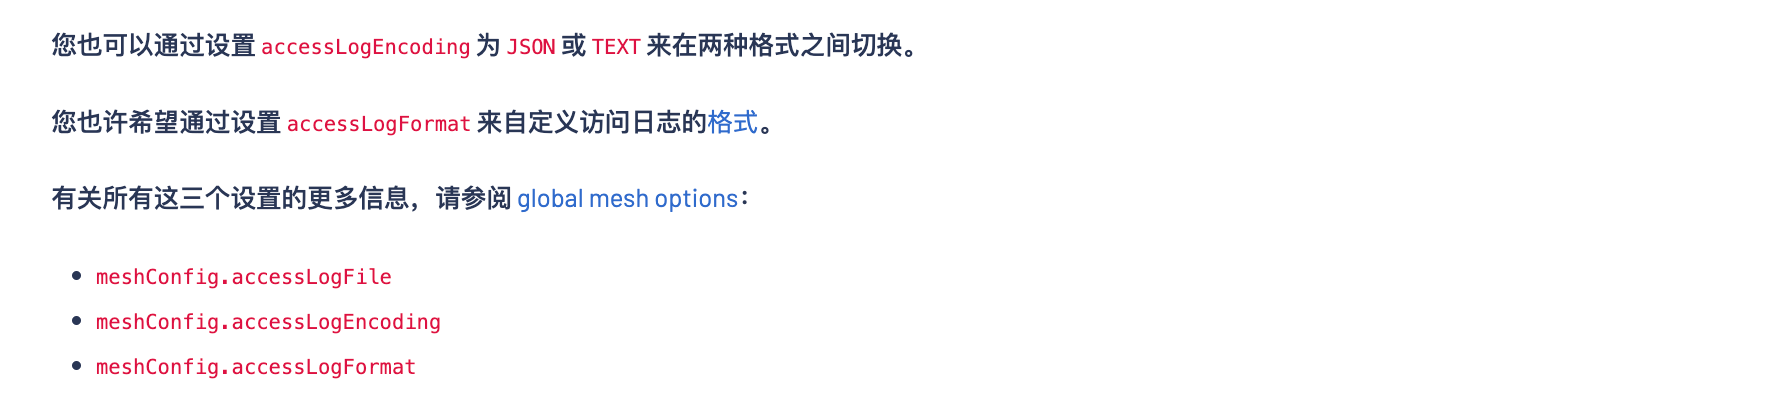 您也可以通过设置 accessLogEncoding 为 JSON 或 TEXT 来在两种格式之间切换。
您也许希望通过设置 accessLogFormat 来自定义访问日志的格式。
有关所有这三个设置的更多信息，请参阅 global mesh options：
• meshConfig.accessLogFile
• meshConfig.accessLogEncoding
• meshConfig.accessLogFormat